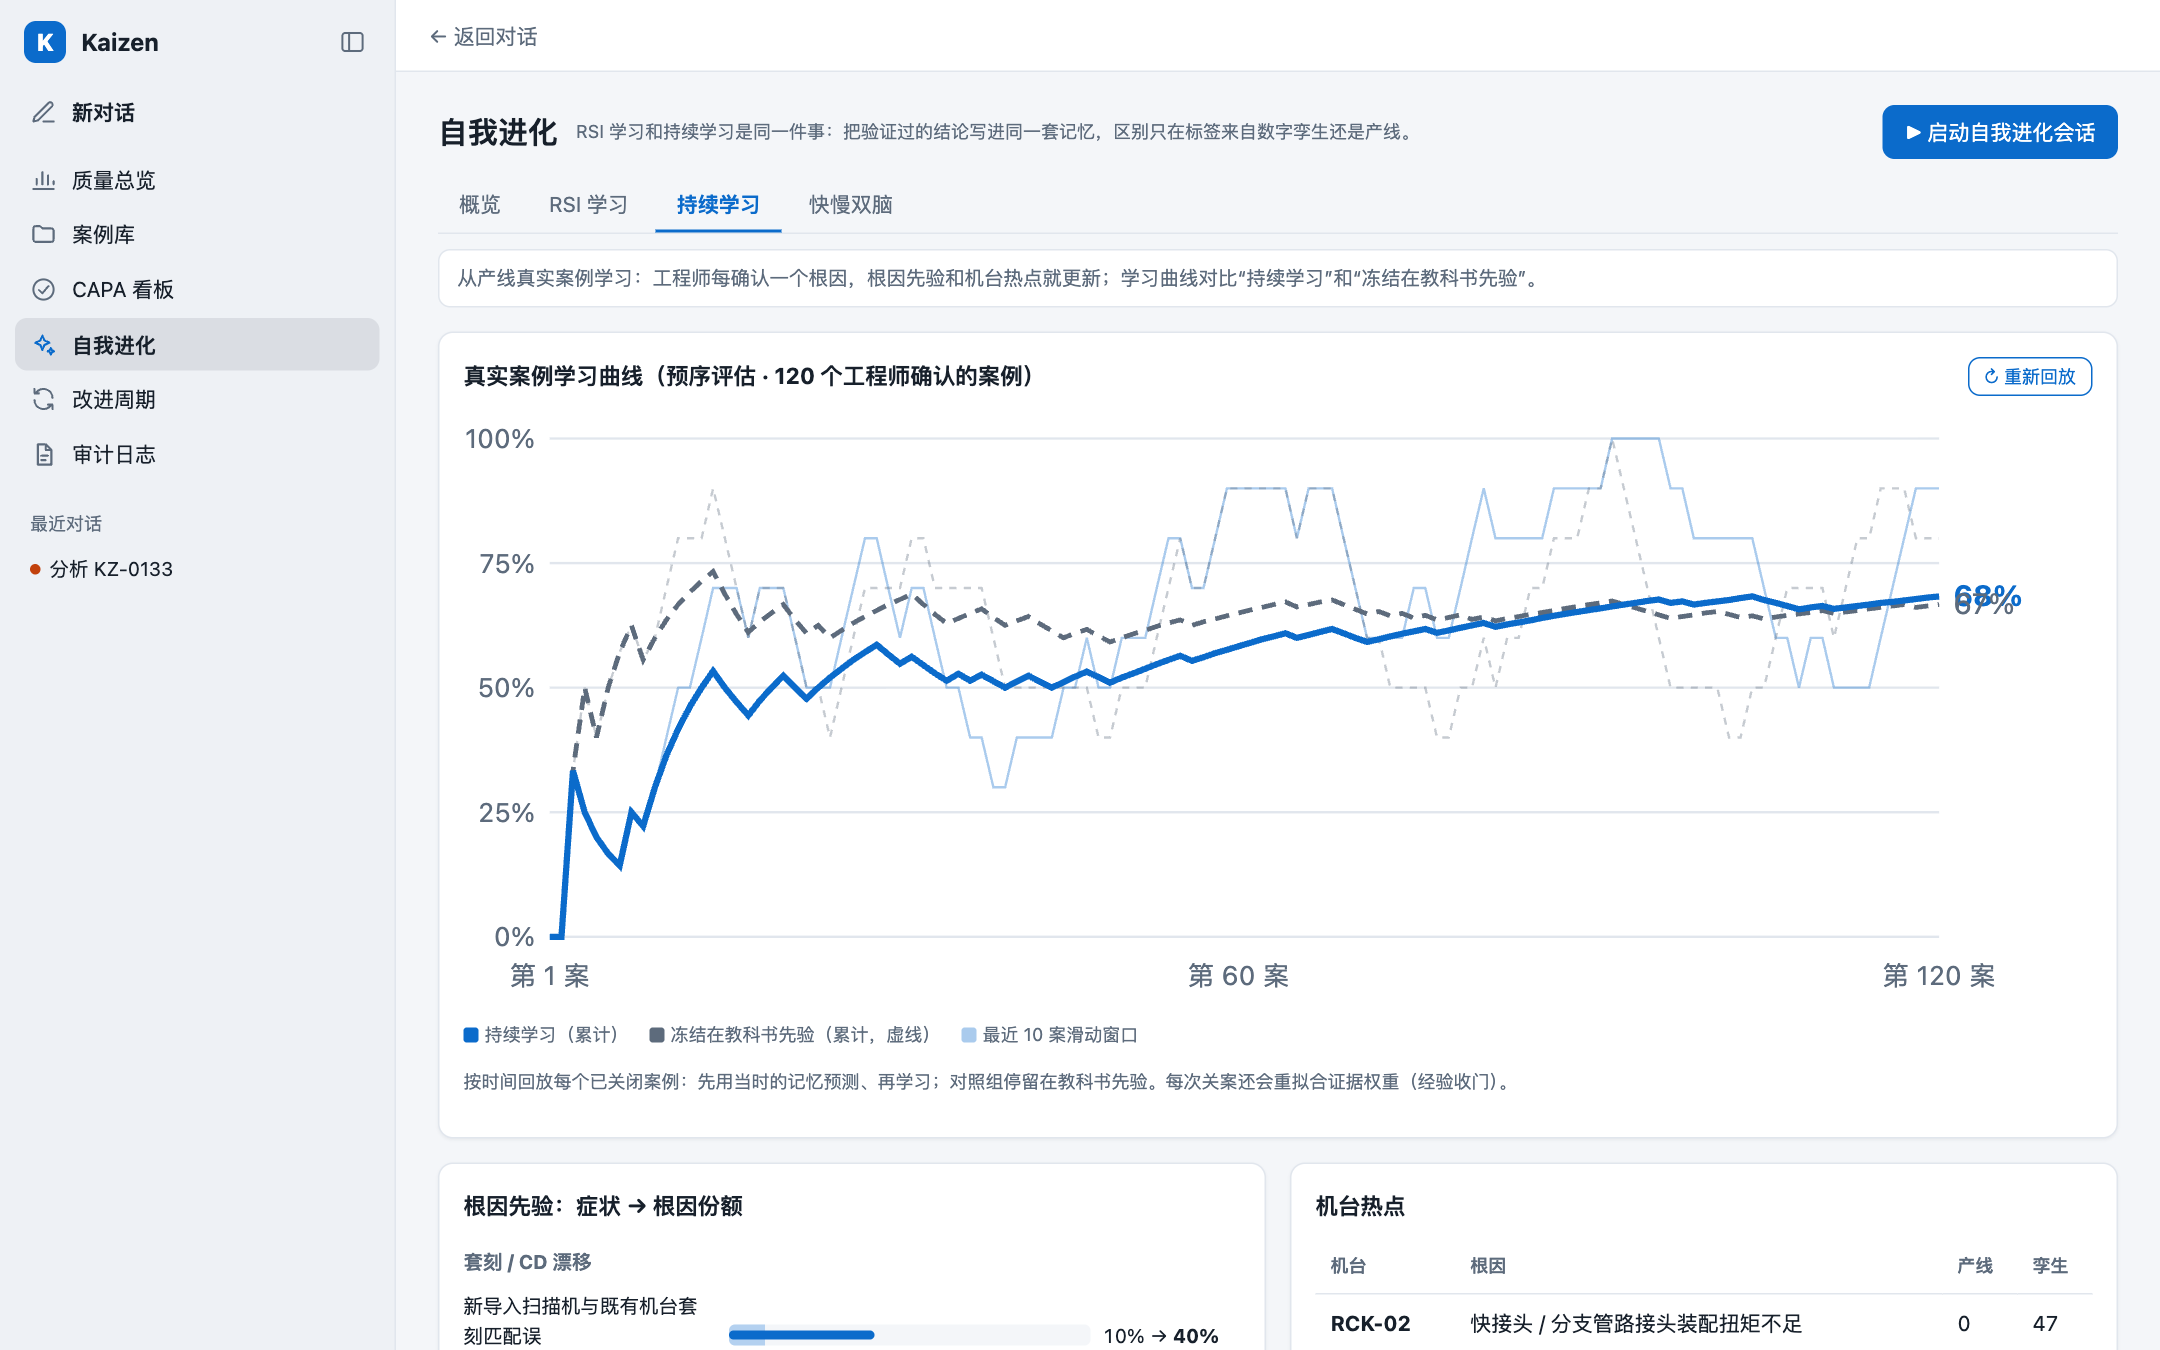 K Kaizen
新对话
质量总览
案例库
CAPA 看板
自我进化
改进周期
审计日志
最近对话
分析 KZ-0133
← 返回对话
自我进化 RSI 学习和持续学习是同一件事：把验证过的结论写进同一套记忆，区别只在标签来自数字孪生还是产线。
▶ 启动自我进化会话
概览 RSI 学习 持续学习 快慢双脑
从产线真实案例学习：工程师每确认一个根因，根因先验和机台热点就更新；学习曲线对比“持续学习”和“冻结在教科书先验”。
真实案例学习曲线（预序评估 · 120 个工程师确认的案例）
↻ 重新回放
100%
75%
50%
25%
0%
68%
67%
第 1 案 第 60 案 第 120 案
持续学习（累计） 冻结在教科书先验（累计，虚线） 最近 10 案滑动窗口
按时间回放每个已关闭案例：先用当时的记忆预测、再学习；对照组停留在教科书先验。每次关案还会重拟合证据权重（经验收门）。
根因先验：症状 → 根因份额
套刻 / CD 漂移
新导入扫描机与既有机台套
刻匹配误
10% → 40%
机台热点
机台 根因 产线 孪生
RCK-02 快接头 / 分支管路接头装配扭矩不足 0 47